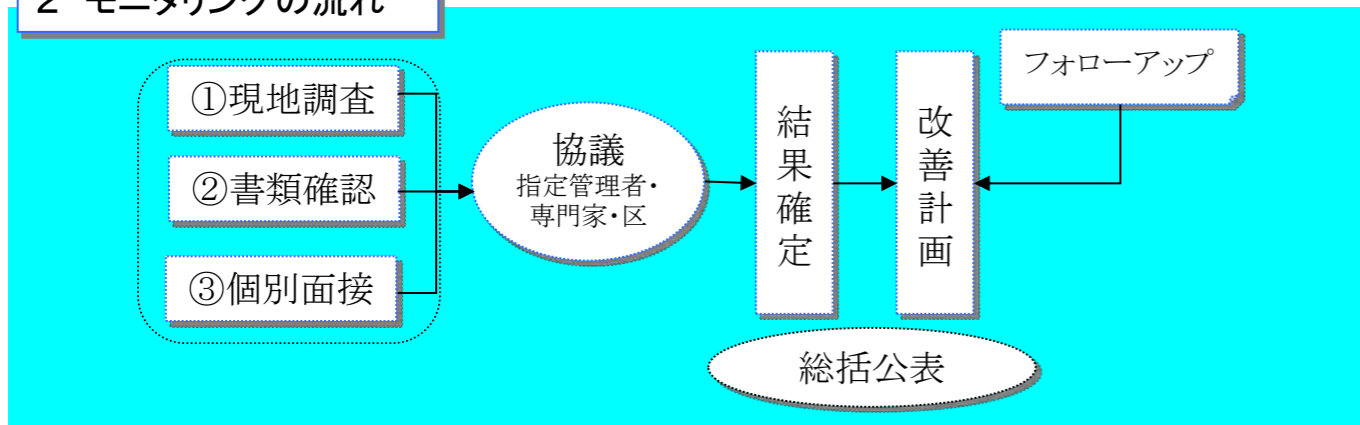 2 モニタリングの流れ
①現地調査
②書類確認
③個別面接
協議
指定管理者・
専門家・区
結果確定
改善計画
フォローアップ
総括公表